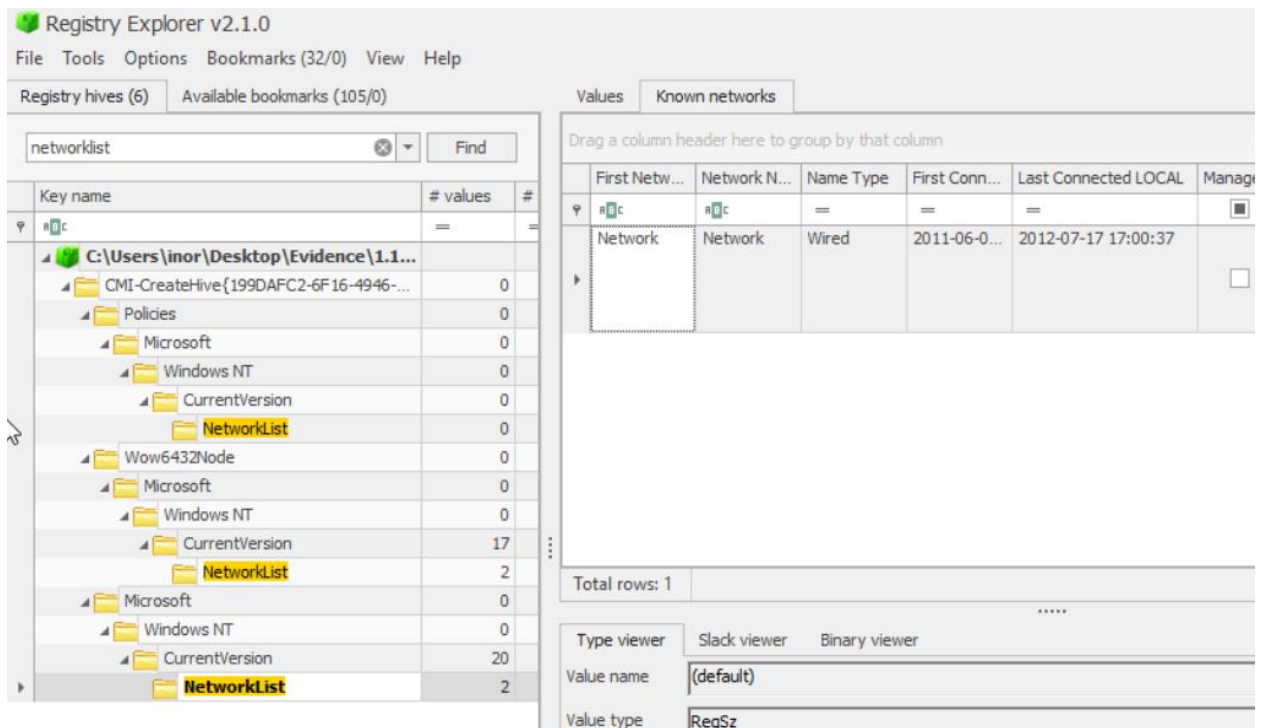 Registry Explorer v2.1.0
File Tools Options Bookmarks (32/0) View Help
Registry hives (6) Available bookmarks (105/0)
networklist Find
Key name # values #
C:\Users\inor\Desktop\Evidence\1.1...
CMI-CreateHive{199DAFC2-6F16-4946-... 0
Policies 0
Microsoft 0
Windows NT 0
CurrentVersion 0
NetworkList 0
Wow6432Node 0
Microsoft 0
Windows NT 0
CurrentVersion 17
NetworkList 2
Microsoft 0
Windows NT 0
CurrentVersion 20
NetworkList 2
Values Known networks
Drag a column header here to group by that column
First Netw... Network N... Name Type First Conn... Last Connected LOCAL Manage
= = =
Network Network Wired 2011-06-0... 2012-07-17 17:00:37
Total rows: 1
Type viewer Slack viewer Binary viewer
Value name (default)
Value type RegSz